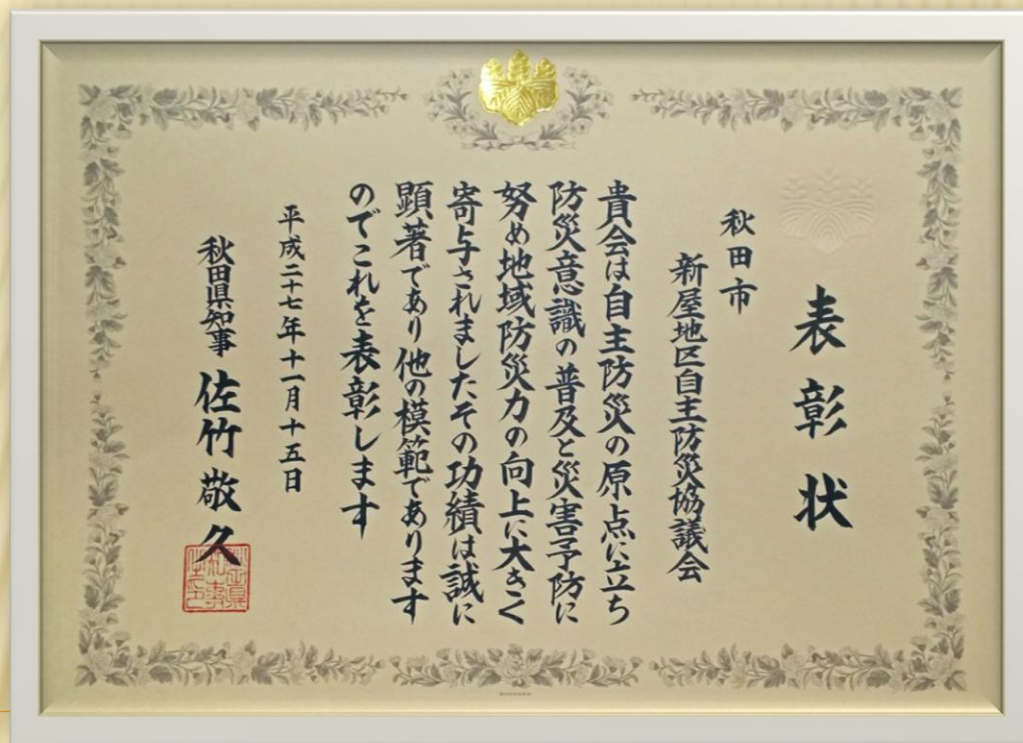 表彰状
秋田市
新屋地区自主防災協議会
貴会は自主防災の原点に立ち
防災意識の普及と災害予防に
努め地域防災力の向上に大きく
寄与されましたその功績は誠に
顕著であり他の模範であります
のでこれを表彰します
平成二十七年十一月十五日
秋田県知事 佐竹敬久